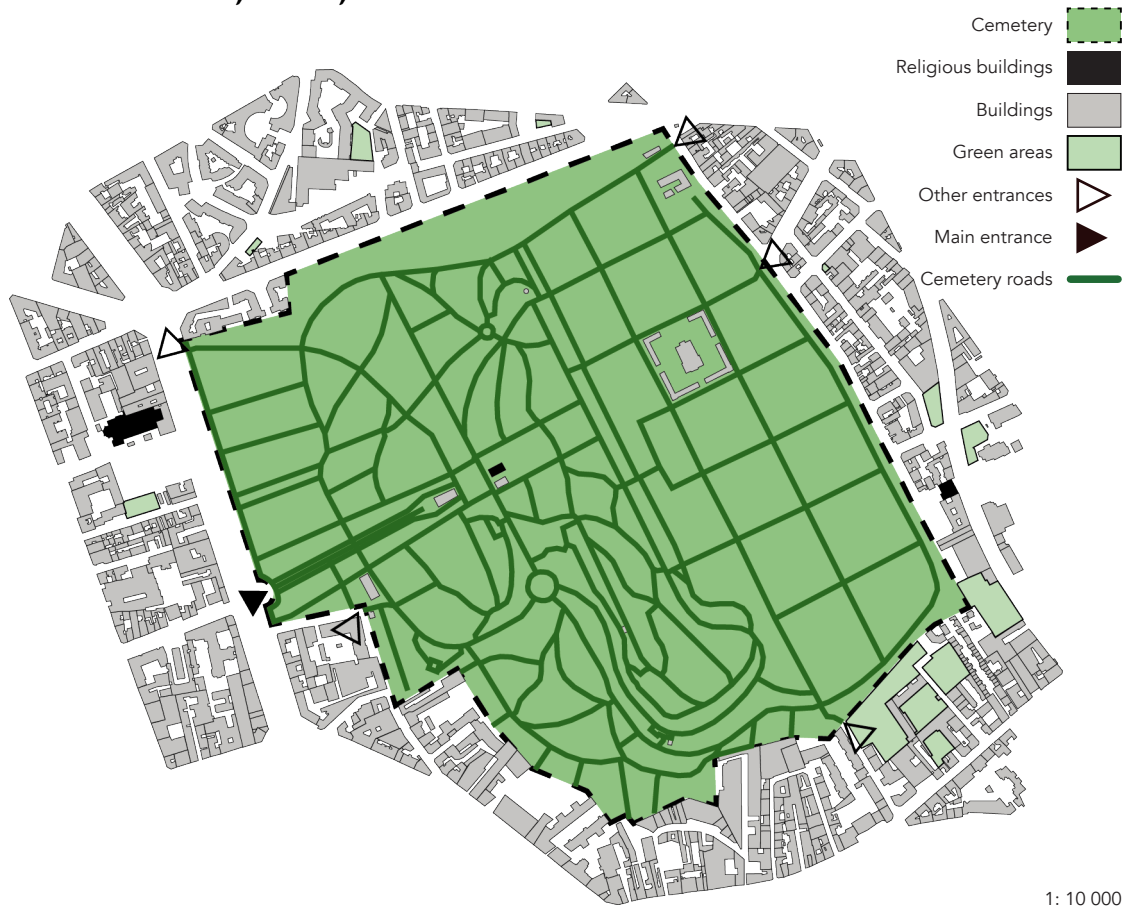 Cemetery
Religious buildings
Buildings
Green areas
Other entrances
Main entrance
Cemetery roads
1: 10 000